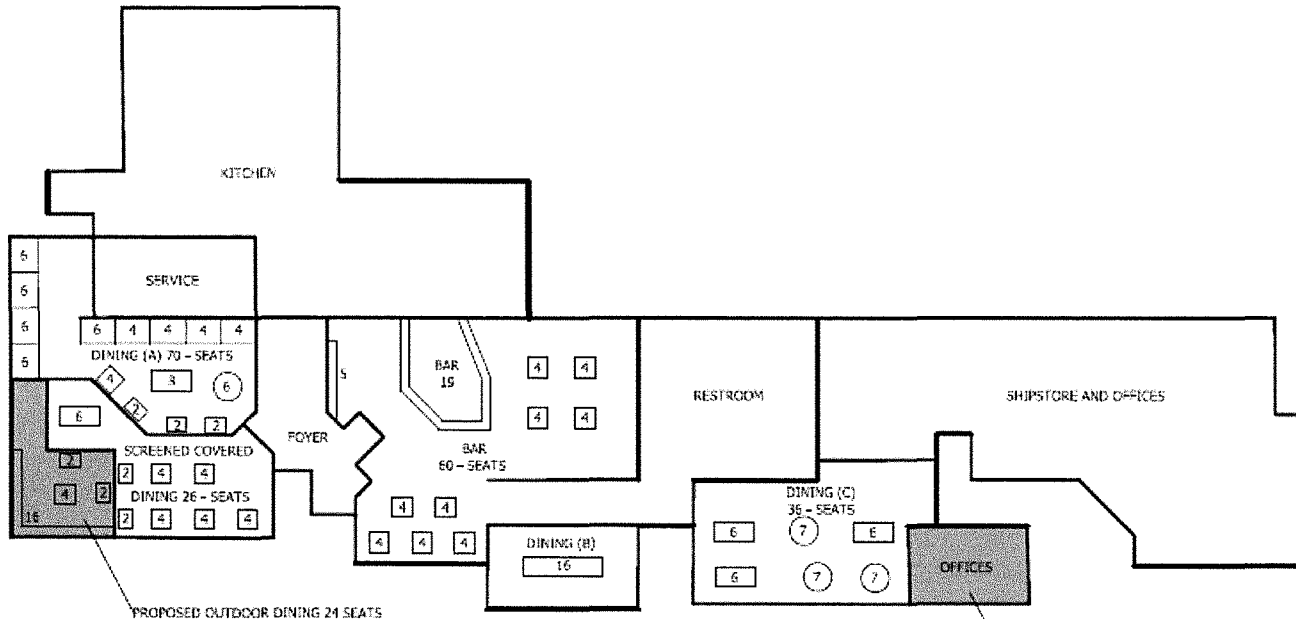 KITCHEN
6
6
6
6
SERVICE
6 4 4 4 4
DINING (A) 70 - SEATS
4 3 6
2 2 2
6
SCREENED COVERED
2
2 4 4
4 2
DINING 26 - SEATS
2 4 4 4
16
FOYER
5
BAR
19
4 4
4 4
BAR
60 - SEATS
4 4
4 4 4
RESTROOM
SHIPSTORE AND OFFICES
DINING (B)
16
DINING (C)
36 - SEATS
6 7 6
6 7 7
OFFICES
PROPOSED OUTDOOR DINING 24 SEATS